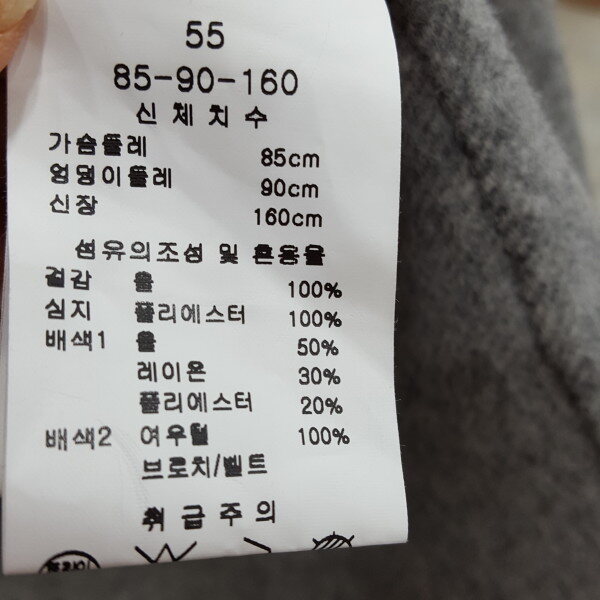 55
85-90-160
신체치수
가슴둘레 85cm
엉덩이둘레 90cm
신장 160cm
섬유의조성 및 혼용율
겉감 울 100%
심지 폴리에스터 100%
배색1 울 50%
레이온 30%
폴리에스터 20%
배색2 여우털 100%
브로치/벨트
취급주의